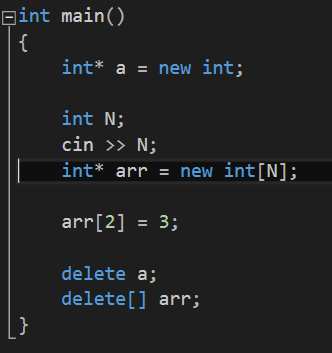 int main()
{
int* a = new int;
int N;
cin >> N;
int* arr = new int[N];
arr[2] = 3;
delete a;
delete[] arr;
}